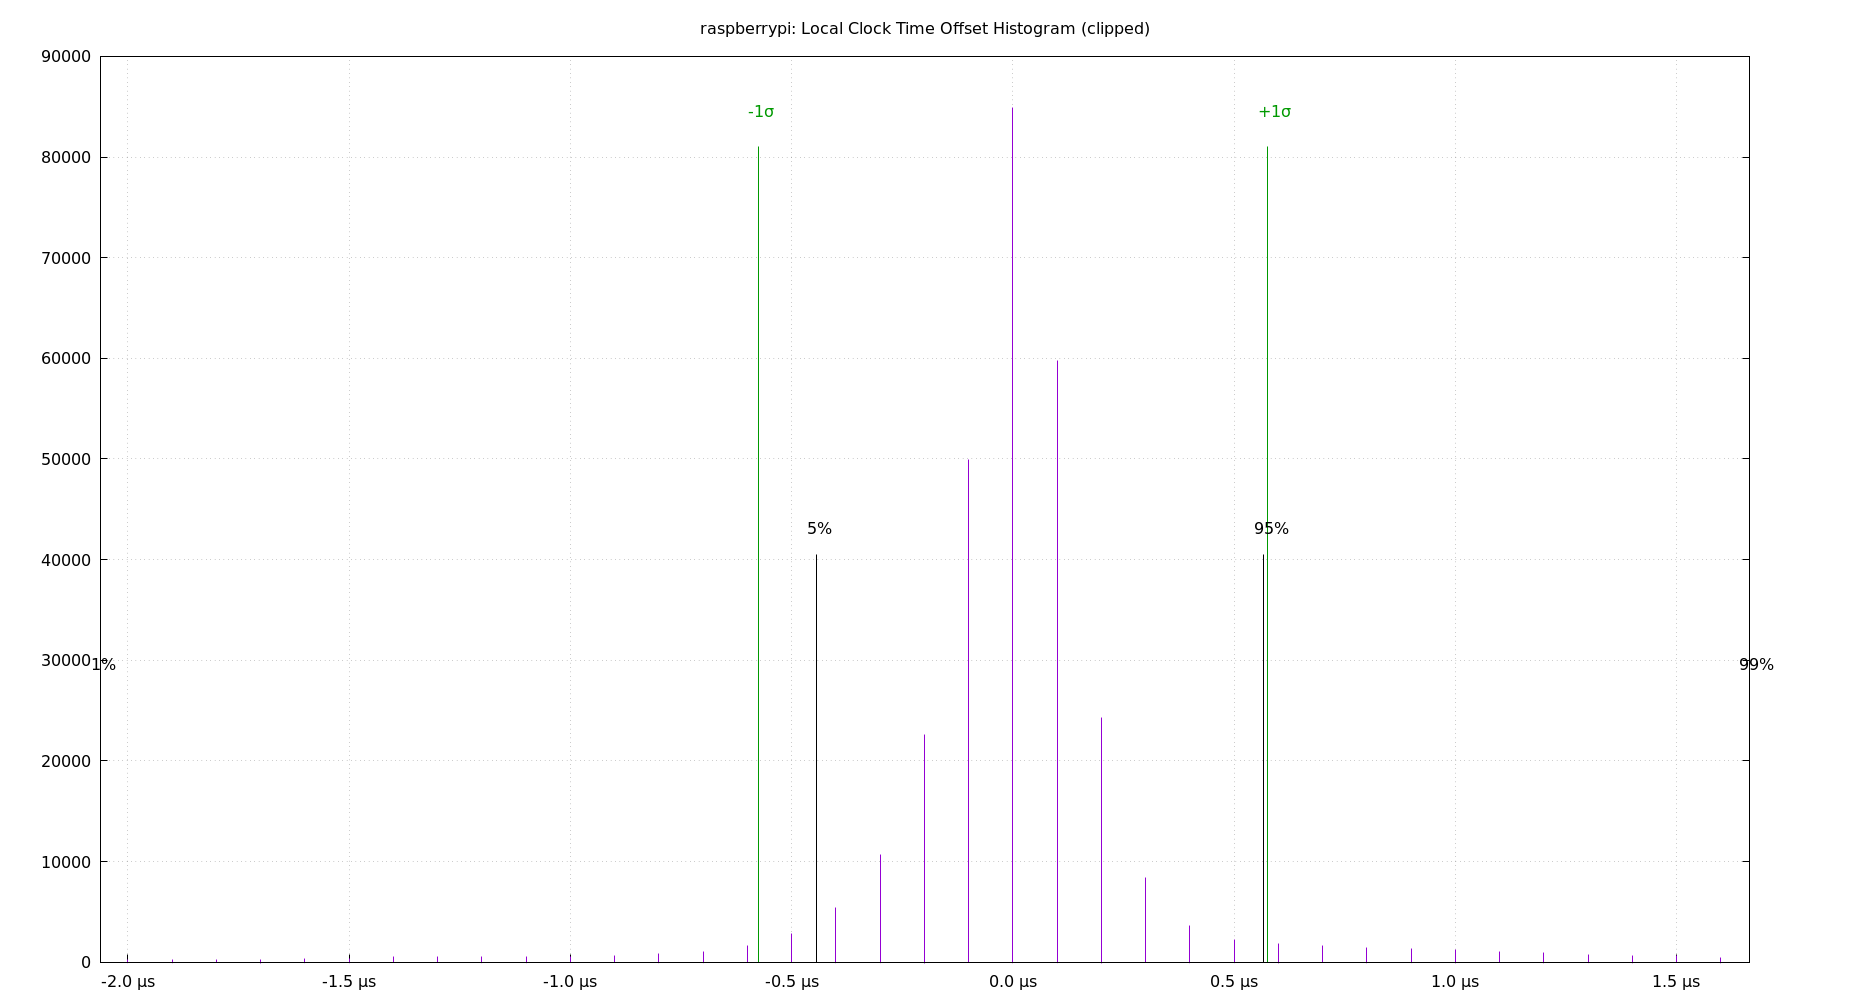 raspberrypi: Local Clock Time Offset Histogram (clipped)
90000
-1σ +1σ
80000
70000
60000
50000
5% 95%
40000
30000 1% 99%
20000
10000
0
-2.0 µs -1.5 µs -1.0 µs -0.5 µs 0.0 µs 0.5 µs 1.0 µs 1.5 µs